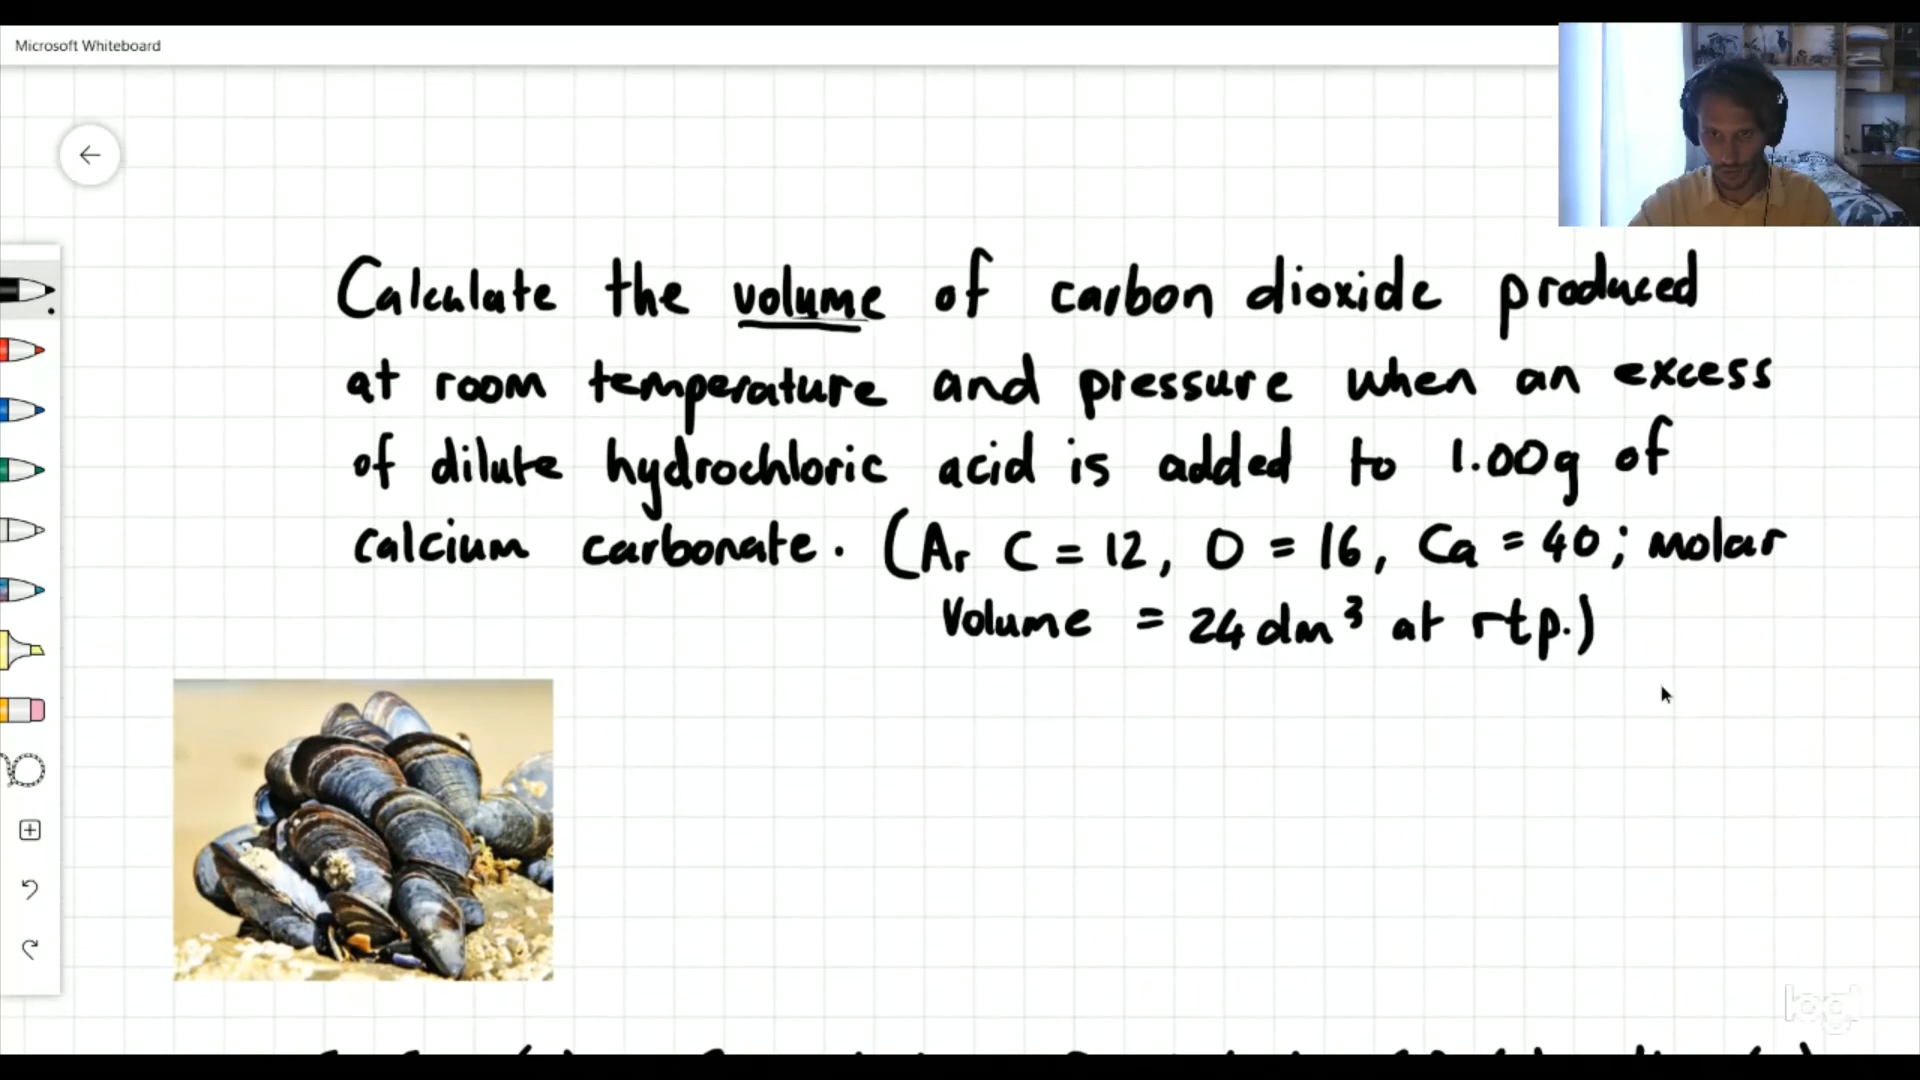 Microsoft Whiteboard
Calculate the volume of carbon dioxide produced
at room temperature and pressure when an excess
of dilute hydrochloric acid is added to 1.00g of
calcium carbonate. (Ar C = 12, O = 16, Ca = 40; molar
Volume = 24dm³ at rtp.)
logi